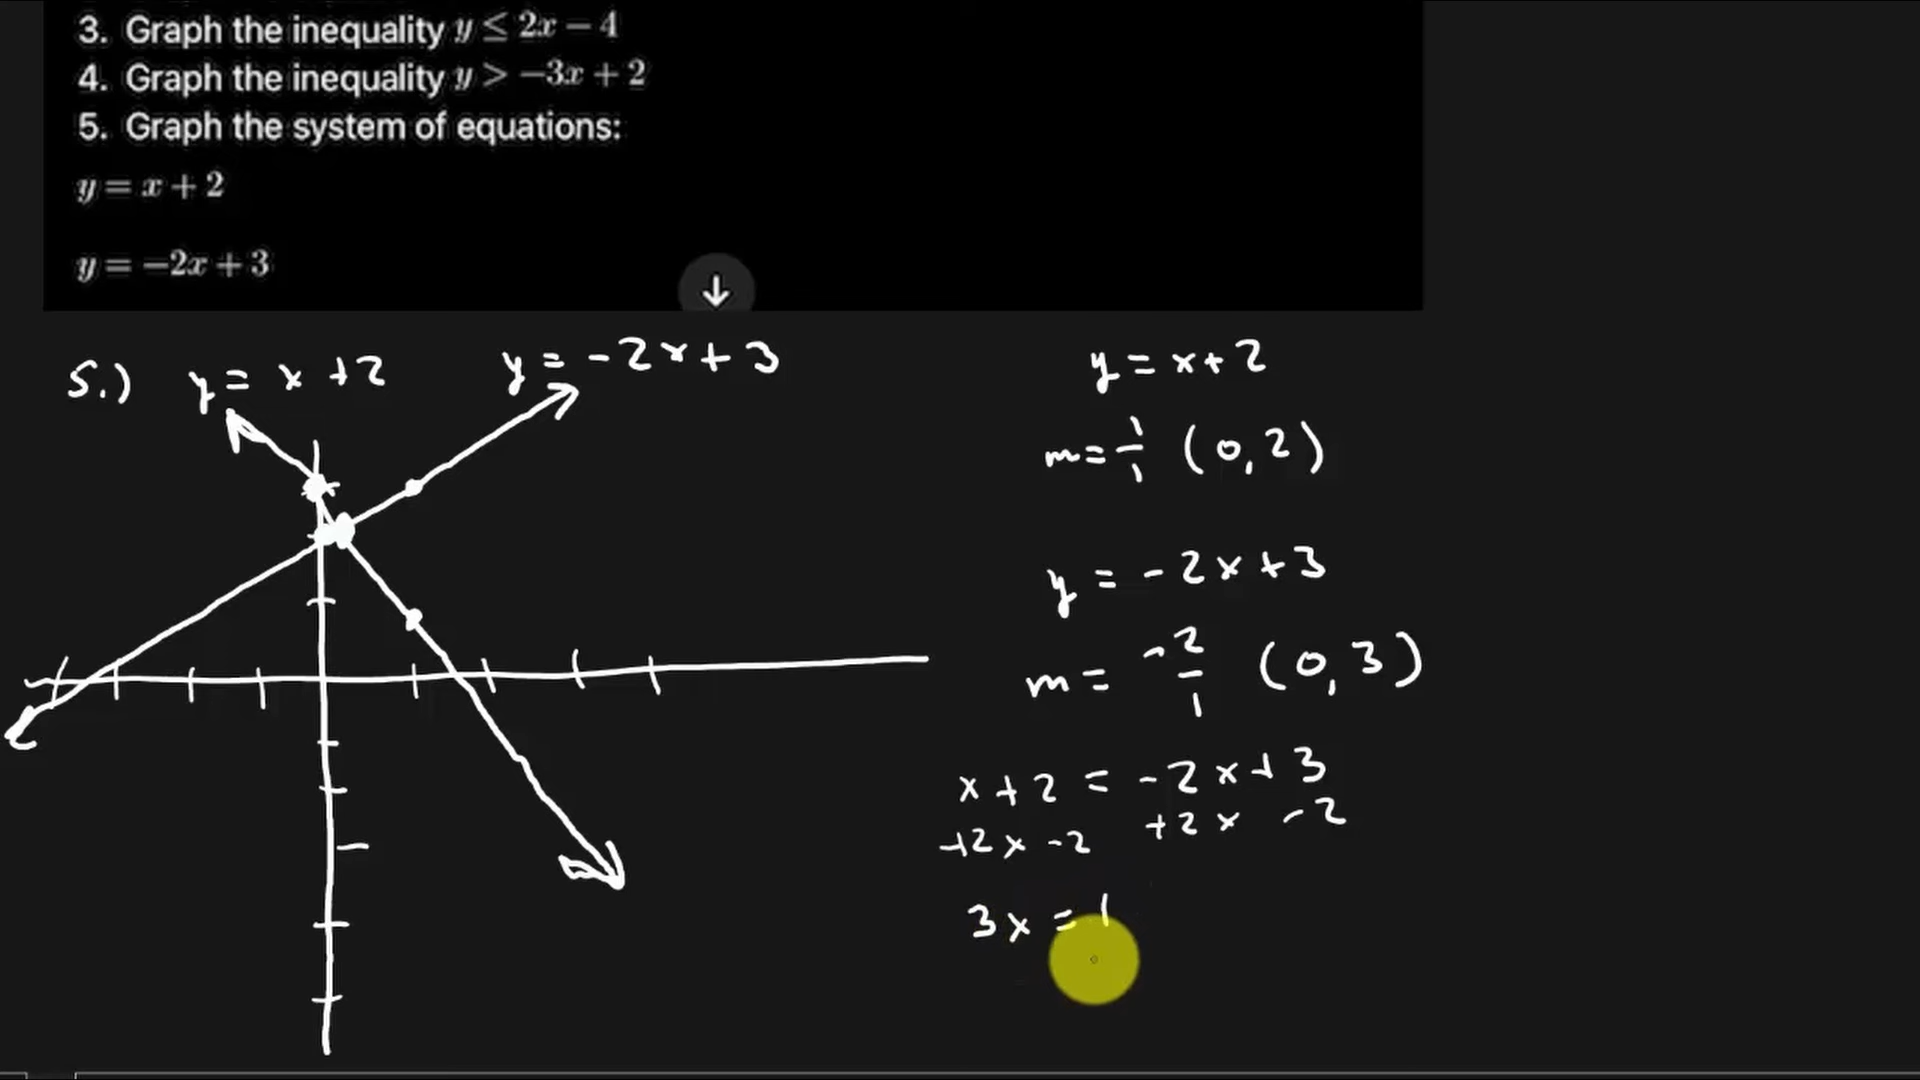 3. Graph the inequality y ≤ 2x − 4
4. Graph the inequality y > −3x + 2
5. Graph the system of equations:
y = x + 2
y = −2x + 3
5.) y = x + 2 y = -2x + 3
y = x + 2
m = 1/1 (0, 2)
y = -2x + 3
m = -2/1 (0, 3)
x + 2 = -2x + 3
+2x -2 +2x -2
3x = 1